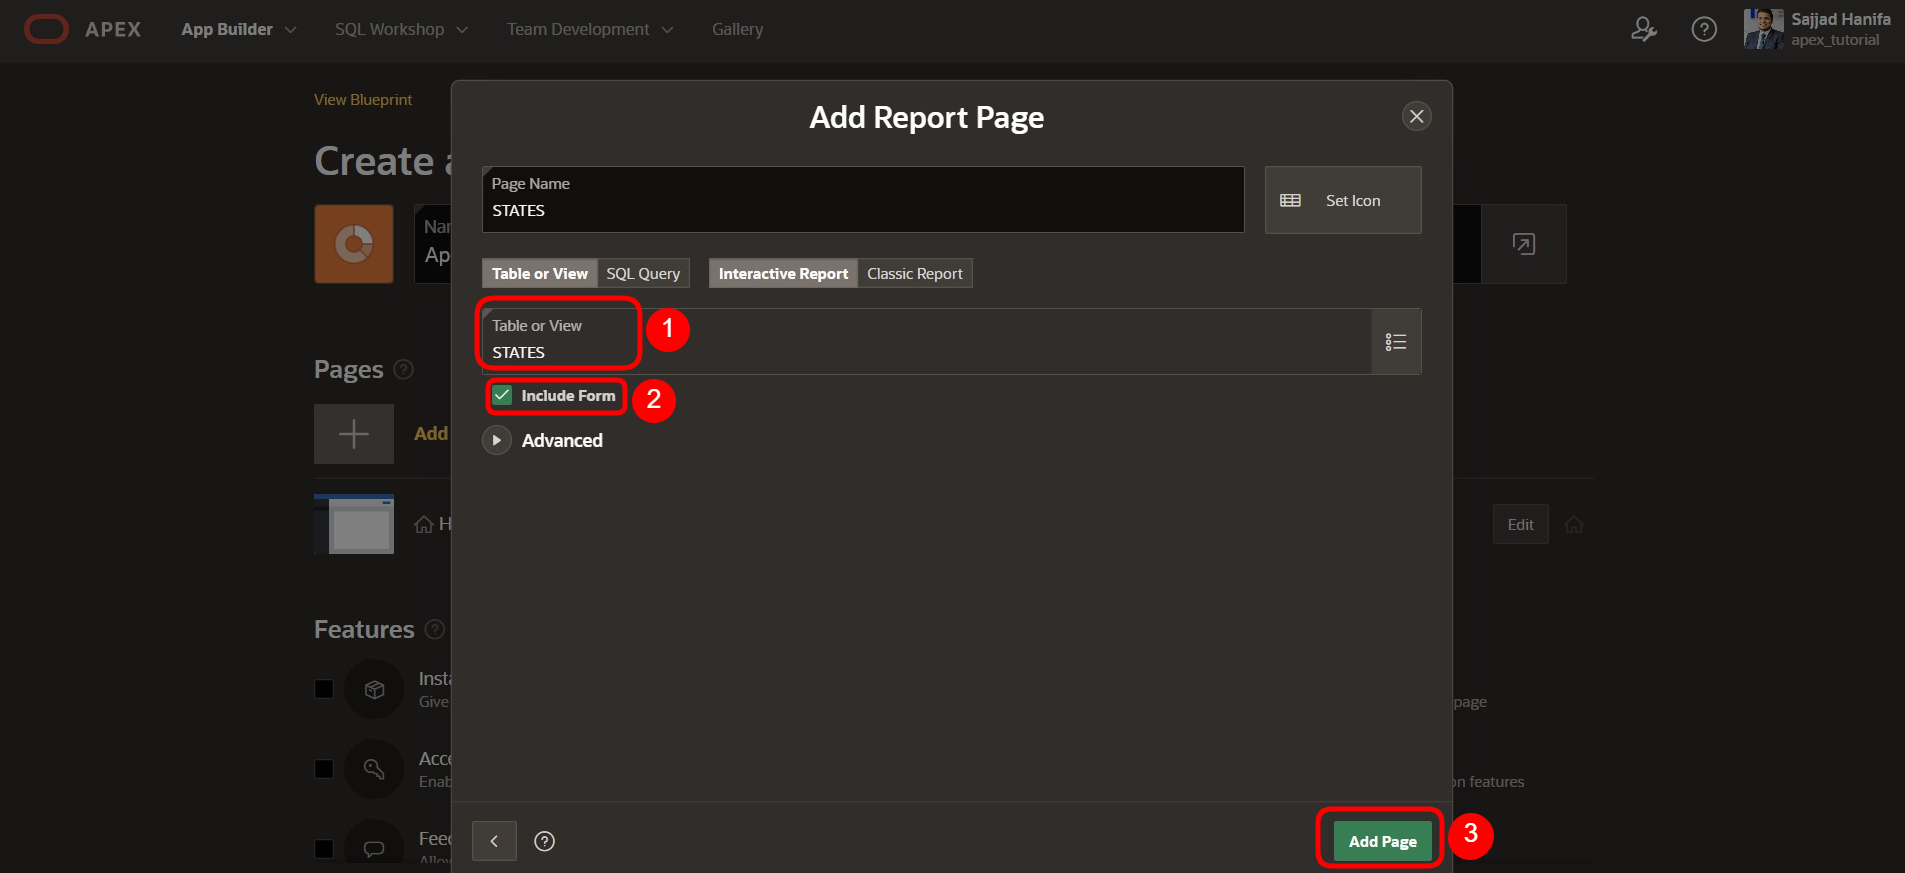 APEX
App Builder
SQL Workshop
Team Development
Gallery
Sajjad Hanifa
apex_tutorial
View Blueprint
Create a
Add Report Page
Page Name
STATES
Set Icon
Nar
Ap
Table or View
SQL Query
Interactive Report
Classic Report
Table or View
STATES
1
Include Form
2
Advanced
Pages
Add
H
Edit
Features
Insta
Give
page
Acce
Enab
on features
Feed
Allow
Add Page
3